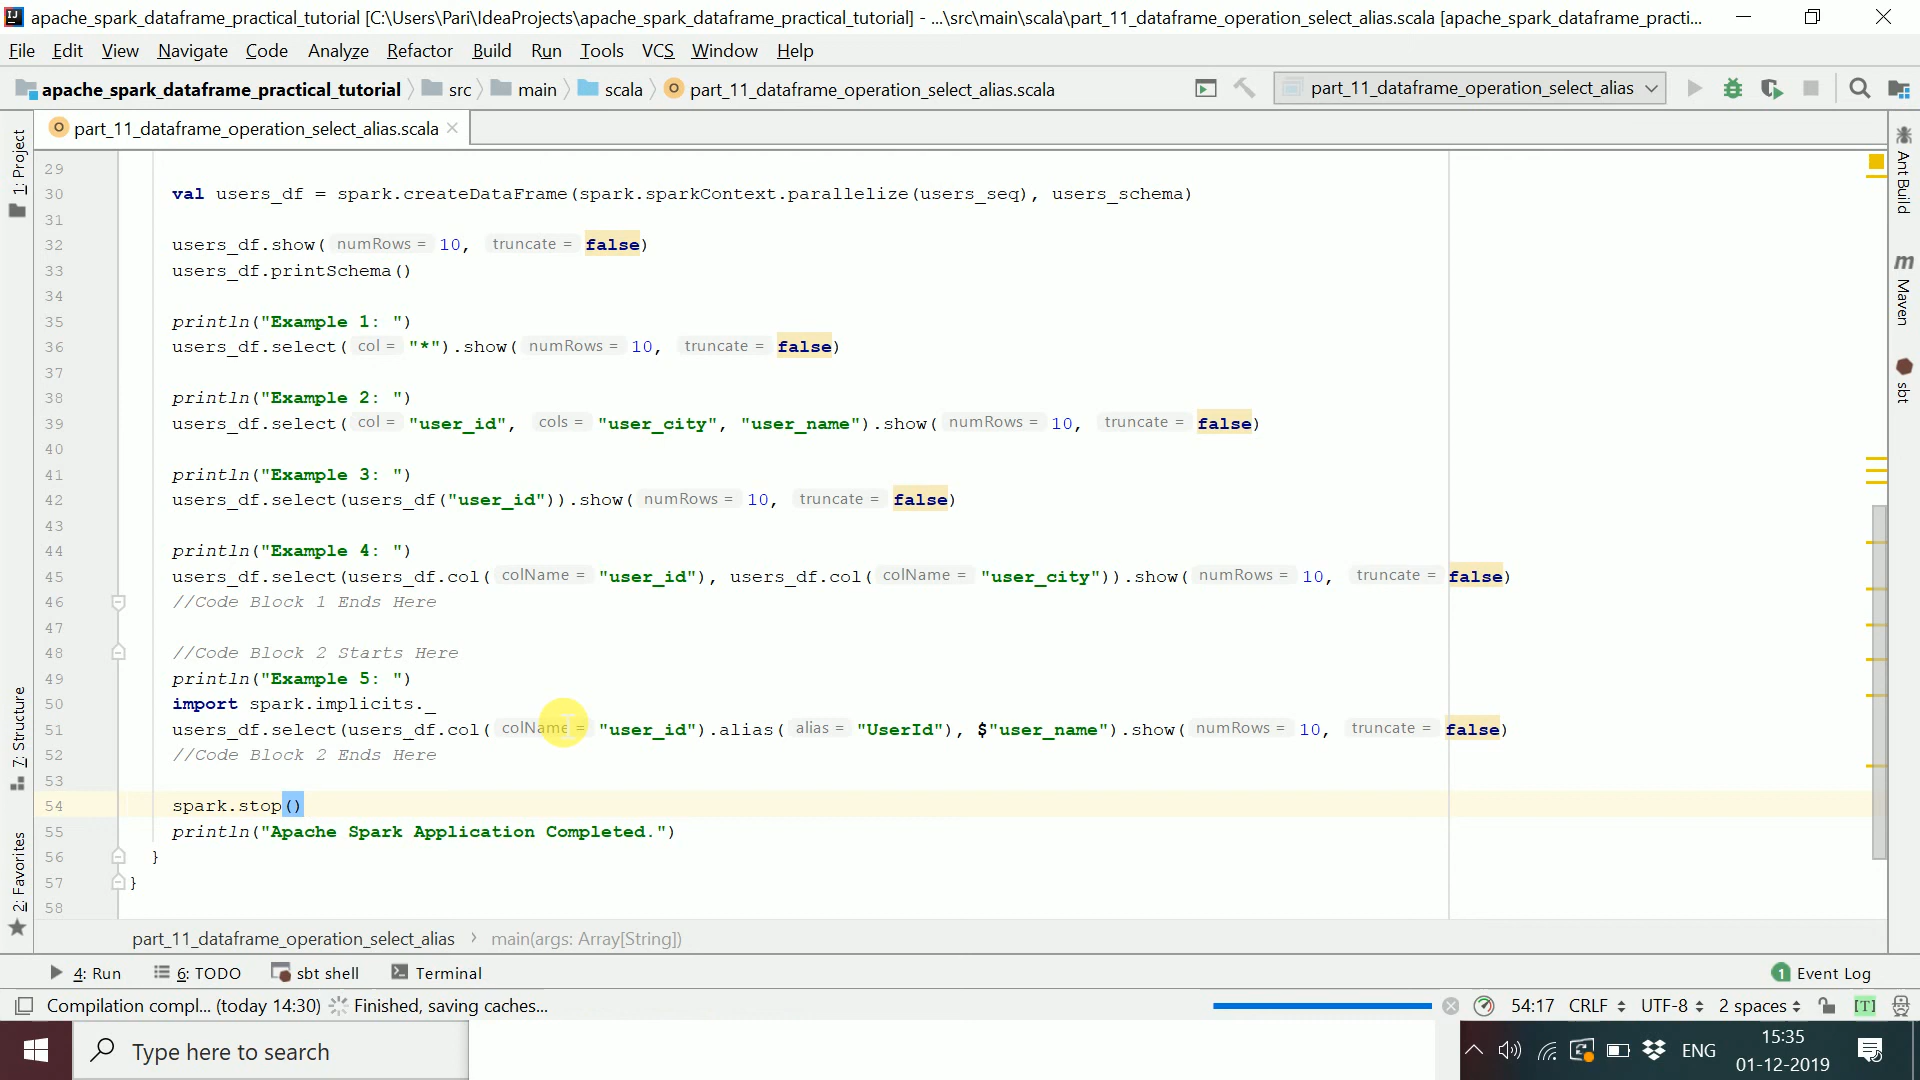 apache_spark_dataframe_practical_tutorial [C:\Users\Pari\IdeaProjects\apache_spark_dataframe_practical_tutorial] - ...\src\main\scala\part_11_dataframe_operation_select_alias.scala [apache_spark_dataframe_practi...
File Edit View Navigate Code Analyze Refactor Build Run Tools VCS Window Help
apache_spark_dataframe_practical_tutorial src main scala part_11_dataframe_operation_select_alias.scala part_11_dataframe_operation_select_alias
part_11_dataframe_operation_select_alias.scala
1: Project
7: Structure
2: Favorites
Ant Build
m Maven
sbt
29
30 val users_df = spark.createDataFrame(spark.sparkContext.parallelize(users_seq), users_schema)
31
32 users_df.show( numRows = 10, truncate = false)
33 users_df.printSchema()
34
35 println("Example 1: ")
36 users_df.select( col = "*").show( numRows = 10, truncate = false)
37
38 println("Example 2: ")
39 users_df.select( col = "user_id", cols = "user_city", "user_name").show( numRows = 10, truncate = false)
40
41 println("Example 3: ")
42 users_df.select(users_df("user_id")).show( numRows = 10, truncate = false)
43
44 println("Example 4: ")
45 users_df.select(users_df.col( colName = "user_id"), users_df.col( colName = "user_city")).show( numRows = 10, truncate = false)
46 //Code Block 1 Ends Here
47
48 //Code Block 2 Starts Here
49 println("Example 5: ")
50 import spark.implicits._
51 users_df.select(users_df.col( colName = "user_id").alias( alias = "UserId"), $"user_name").show( numRows = 10, truncate = false)
52 //Code Block 2 Ends Here
53
54 spark.stop()
55 println("Apache Spark Application Completed.")
56 }
57 }
58
part_11_dataframe_operation_select_alias › main(args: Array[String])
4: Run 6: TODO sbt shell Terminal 1 Event Log
Compilation compl... (today 14:30) Finished, saving caches... 54:17 CRLF UTF-8 2 spaces [T]
Type here to search ENG 15:35
01-12-2019